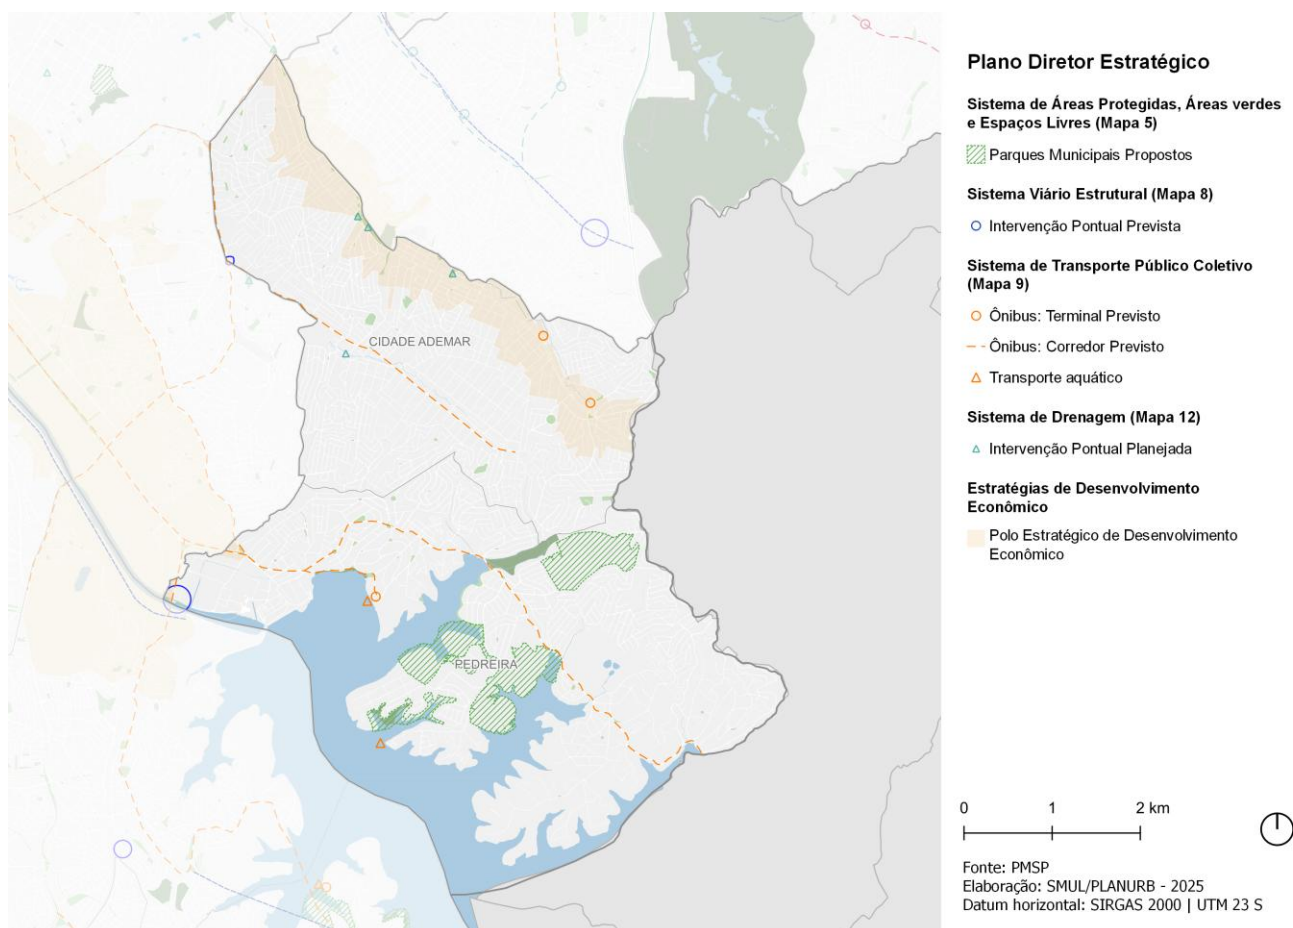 Plano Diretor Estratégico
Sistema de Áreas Protegidas, Áreas verdes
e Espaços Livres (Mapa 5)
Parques Municipais Propostos
Sistema Viário Estrutural (Mapa 8)
Intervenção Pontual Prevista
Sistema de Transporte Público Coletivo
(Mapa 9)
Ônibus: Terminal Previsto
Ônibus: Corredor Previsto
Transporte aquático
Sistema de Drenagem (Mapa 12)
Intervenção Pontual Planejada
Estratégias de Desenvolvimento
Econômico
Polo Estratégico de Desenvolvimento
Econômico
CIDADE ADEMAR
PEDREIRA
0 1 2 km
Fonte: PMSP
Elaboração: SMUL/PLANURB - 2025
Datum horizontal: SIRGAS 2000 | UTM 23 S